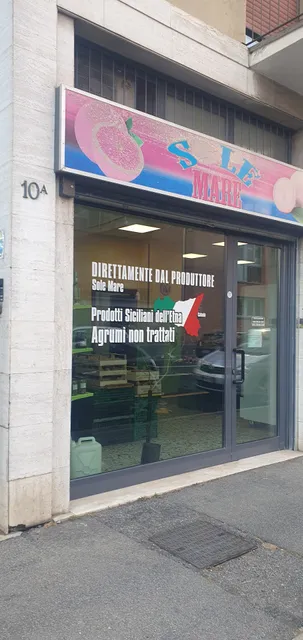 SOLE
MARE
10A
DIRETTAMENTE DAL PRODUTTORE
Sole Mare
Prodotti Siciliani dell'Etna
Agrumi non trattati